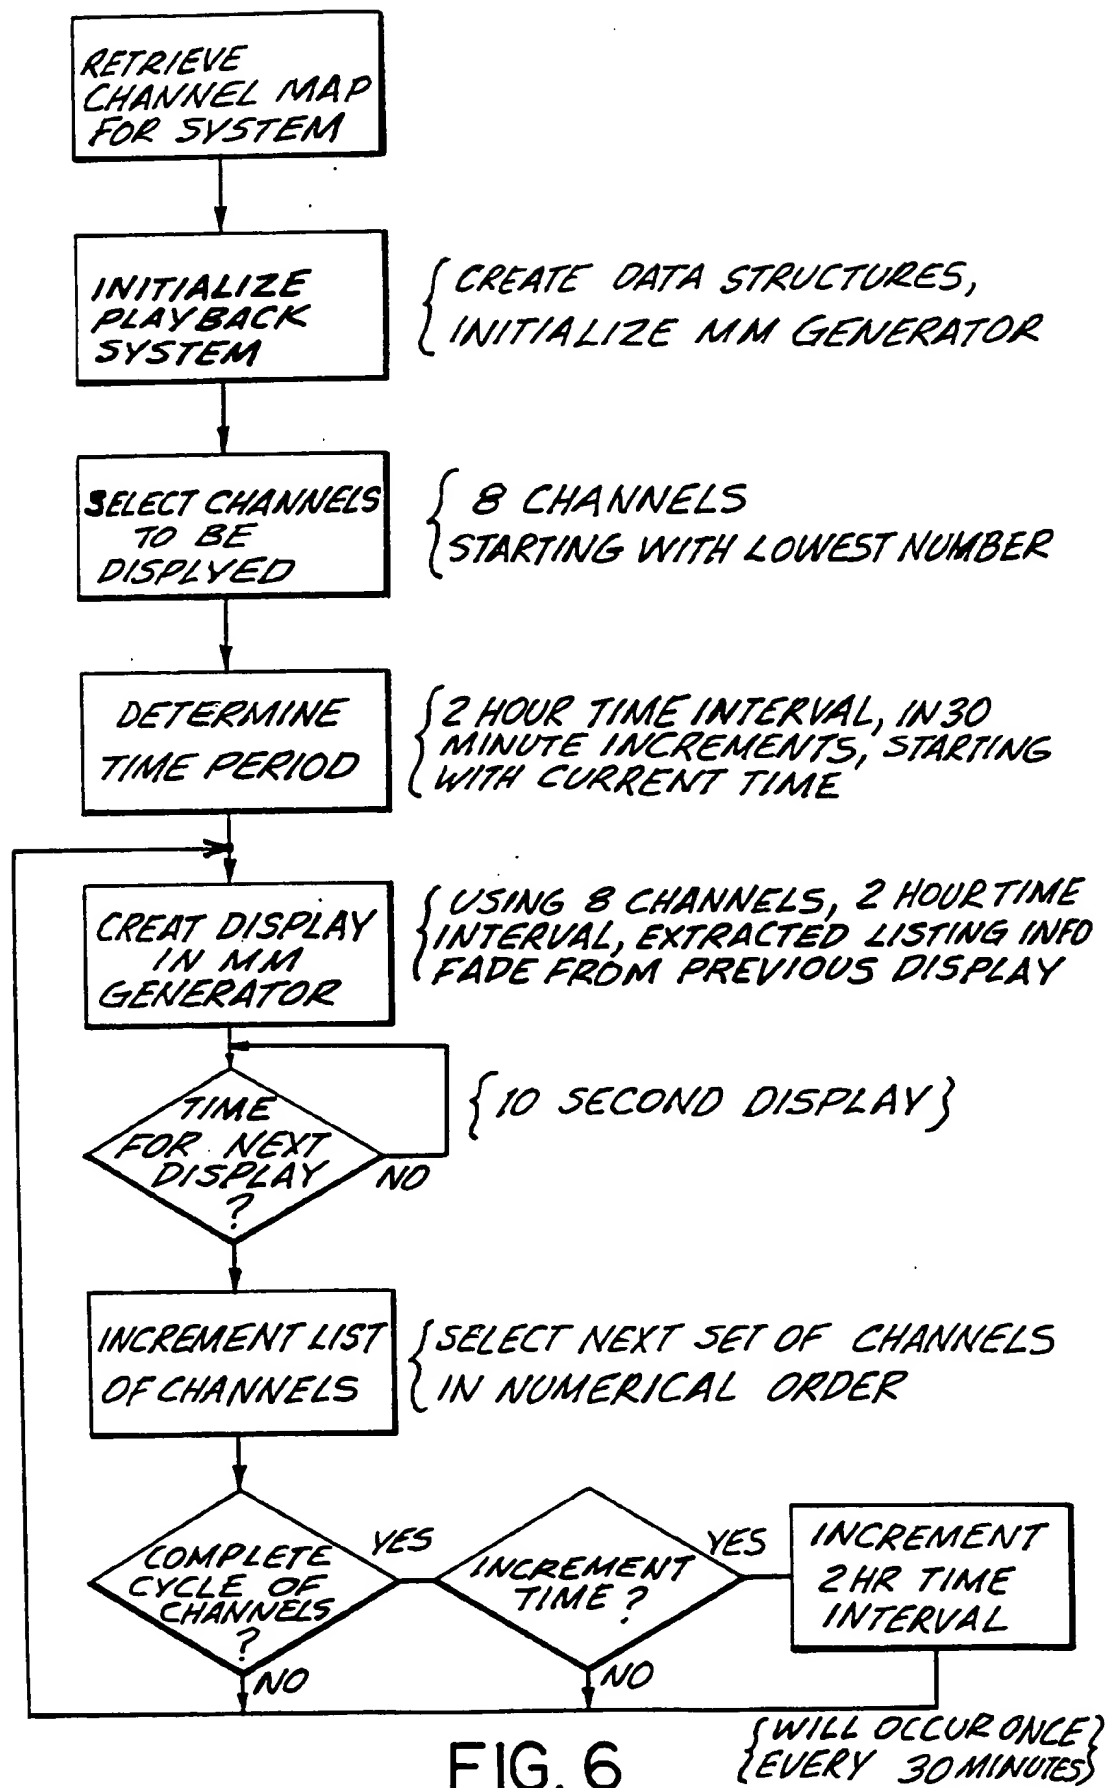 RETRIEVE
CHANNEL MAP
FOR SYSTEM
INITIALIZE
PLAYBACK
SYSTEM
{CREATE DATA STRUCTURES,
INITIALIZE MM GENERATOR
SELECT CHANNELS
TO BE
DISPLYED
{8 CHANNELS
STARTING WITH LOWEST NUMBER
DETERMINE
TIME PERIOD
{2 HOUR TIME INTERVAL, IN 30
MINUTE INCREMENTS, STARTING
WITH CURRENT TIME
CREAT DISPLAY
IN MM
GENERATOR
{USING 8 CHANNELS, 2 HOUR TIME
INTERVAL, EXTRACTED LISTING INFO
FADE FROM PREVIOUS DISPLAY
TIME
FOR NEXT
DISPLAY
?
NO
{10 SECOND DISPLAY}
INCREMENT LIST
OF CHANNELS
{SELECT NEXT SET OF CHANNELS
IN NUMERICAL ORDER
COMPLETE
CYCLE OF
CHANNELS
?
YES
NO
INCREMENT
TIME?
YES
NO
INCREMENT
2 HR TIME
INTERVAL
{WILL OCCUR ONCE}
{EVERY 30 MINUTES}
FIG. 6